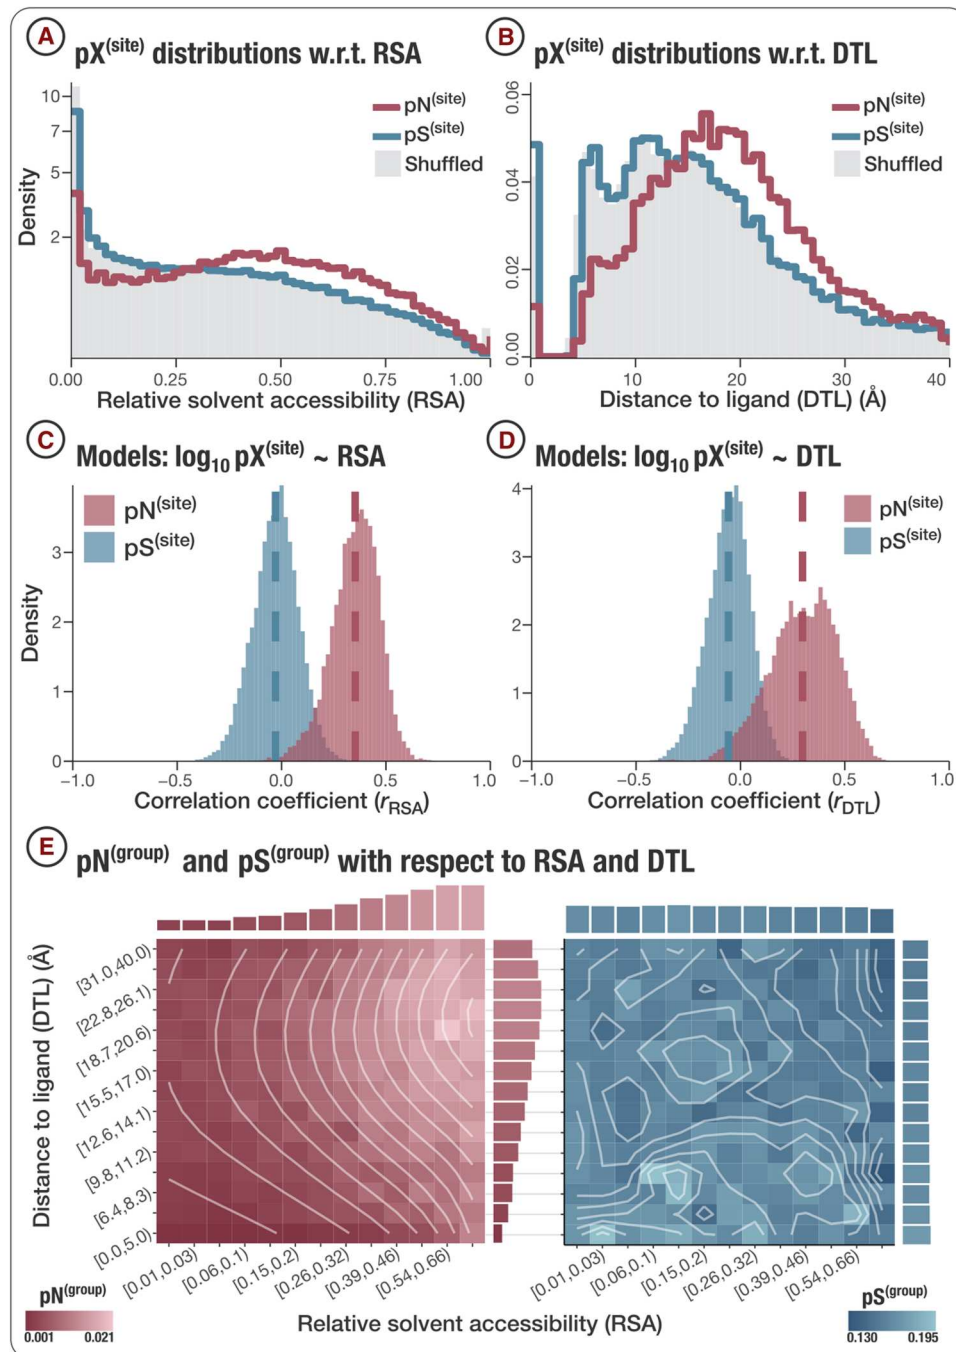 A pX(site) distributions w.r.t. RSA
Density
10
7
5
2
pN(site)
pS(site)
Shuffled
0.00 0.25 0.50 0.75 1.00
Relative solvent accessibility (RSA)
B pX(site) distributions w.r.t. DTL
0.06
0.04
0.02
0.00
pN(site)
pS(site)
Shuffled
0 10 20 30 40
Distance to ligand (DTL) (Å)
C Models: log10 pX(site) ~ RSA
Density
3
2
1
0
pN(site)
pS(site)
−1.0 −0.5 0.0 0.5 1.0
Correlation coefficient (rRSA)
D Models: log10 pX(site) ~ DTL
4
3
2
1
0
pN(site)
pS(site)
−1.0 −0.5 0.0 0.5 1.0
Correlation coefficient (rDTL)
E pN(group) and pS(group) with respect to RSA and DTL
Distance to ligand (DTL) (Å)
[31.0,40.0)
[22.8,26.1)
[18.7,20.6)
[15.5,17.0)
[12.6,14.1)
[9.8,11.2)
[6.4,8.3)
[0.0,5.0)
[0.01,0.03) [0.06,0.1) [0.15,0.2) [0.26,0.32) [0.39,0.46) [0.54,0.66)
[0.01,0.03) [0.06,0.1) [0.15,0.2) [0.26,0.32) [0.39,0.46) [0.54,0.66)
Relative solvent accessibility (RSA)
pN(group)
0.001 0.021
pS(group)
0.130 0.195